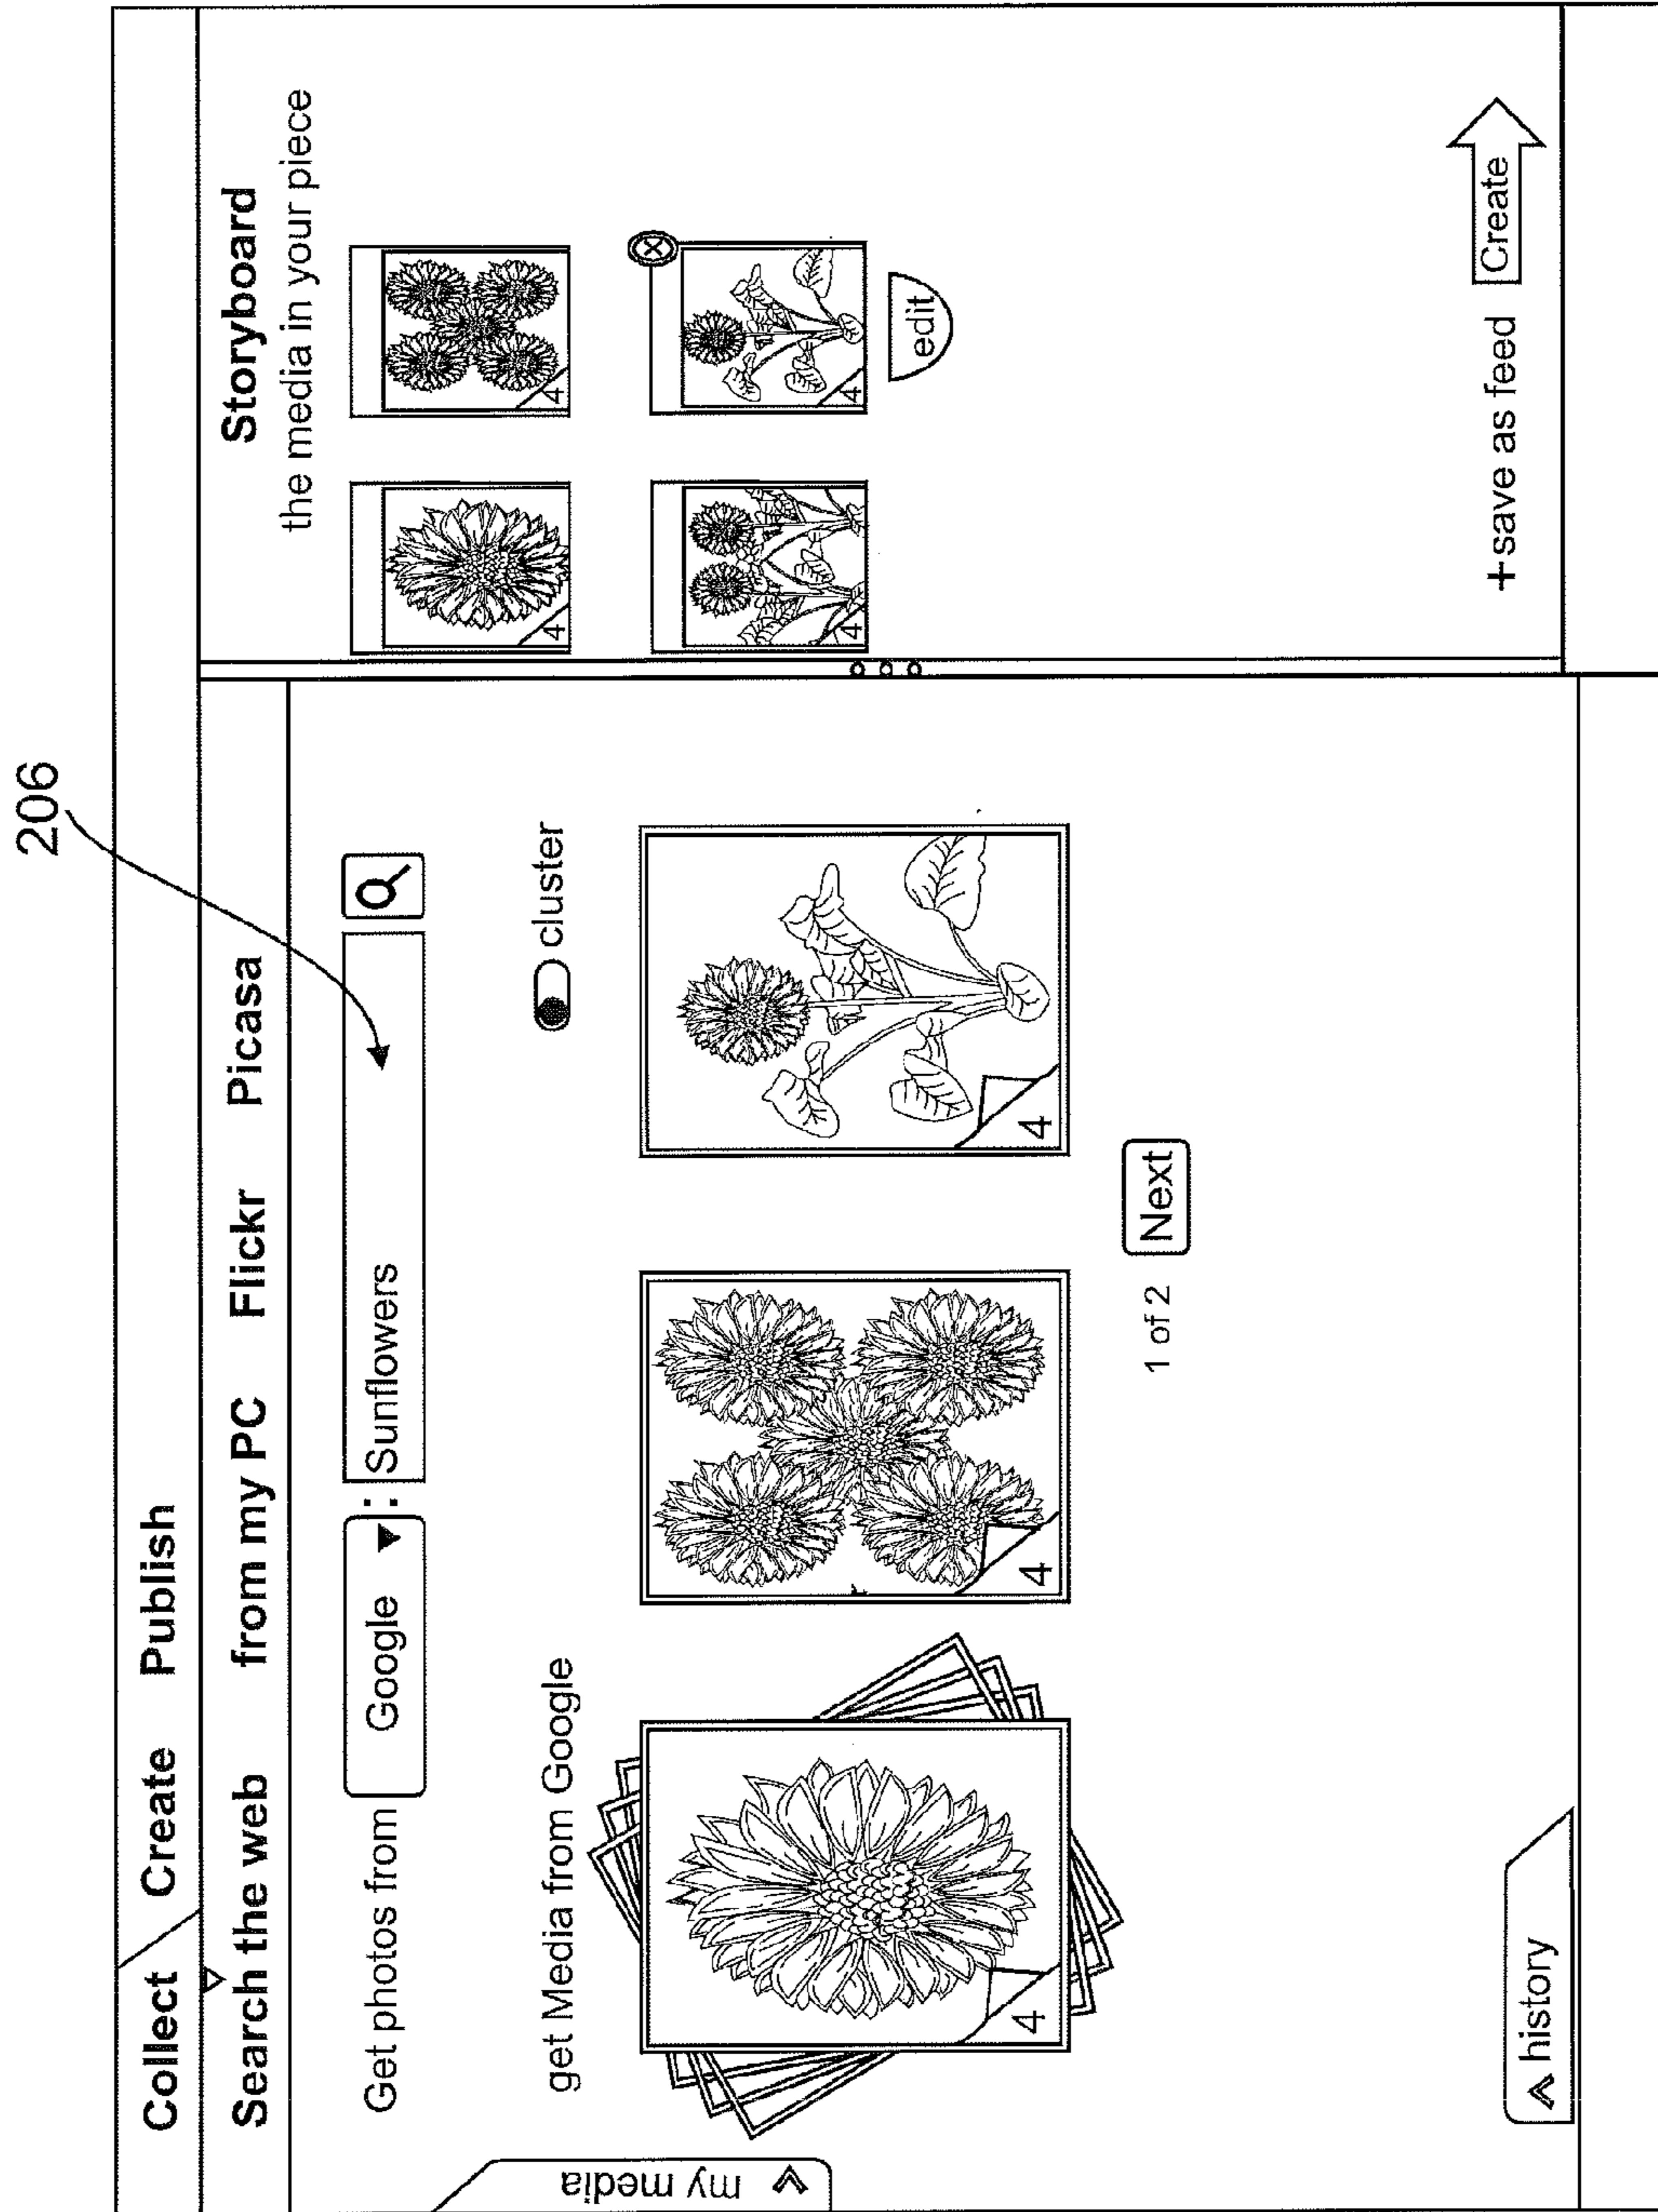 206
Collect Create Publish
Search the web from my PC Flickr Picasa
Get photos from Google : Sunflowers
get Media from Google
cluster
4
4
4
1 of 2 Next
my media
history
Storyboard
the media in your piece
4
4
4
4
edit
+save as feed Create